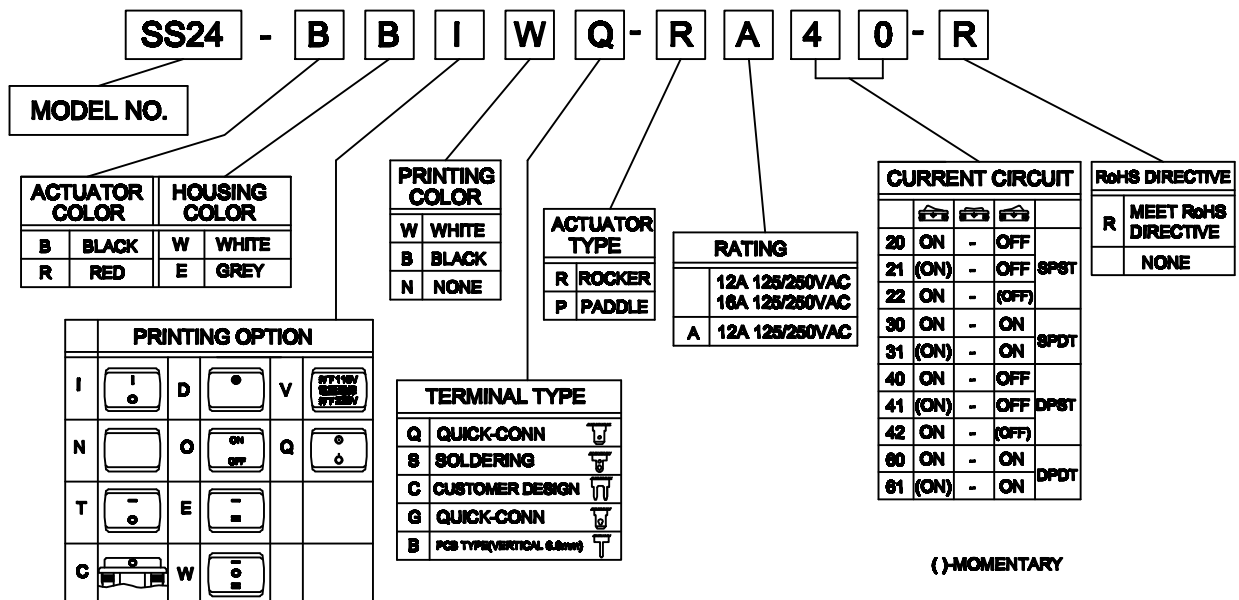 SS24 - B B I W Q - R A 4 0 - R
MODEL NO.
ACTUATOR COLOR
B BLACK
R RED
HOUSING COLOR
W WHITE
E GREY
PRINTING COLOR
W WHITE
B BLACK
N NONE
ACTUATOR TYPE
R ROCKER
P PADDLE
RATING
12A 125/250VAC
16A 125/250VAC
A 12A 125/250VAC
CURRENT CIRCUIT
20 ON - OFF
21 (ON) - OFF SPST
22 ON - (OFF)
30 ON - ON
31 (ON) - ON SPDT
40 ON - OFF
41 (ON) - OFF DPST
42 ON - (OFF)
60 ON - ON
61 (ON) - ON DPDT
( )-MOMENTARY
RoHS DIRECTIVE
R MEET RoHS
DIRECTIVE
NONE
PRINTING OPTION
I D V
N O ON OFF Q
T E
C W
TERMINAL TYPE
Q QUICK-CONN
S SOLDERING
C CUSTOMER DESIGN
G QUICK-CONN
B PCB TYPE(VERTICAL 6.8mm)